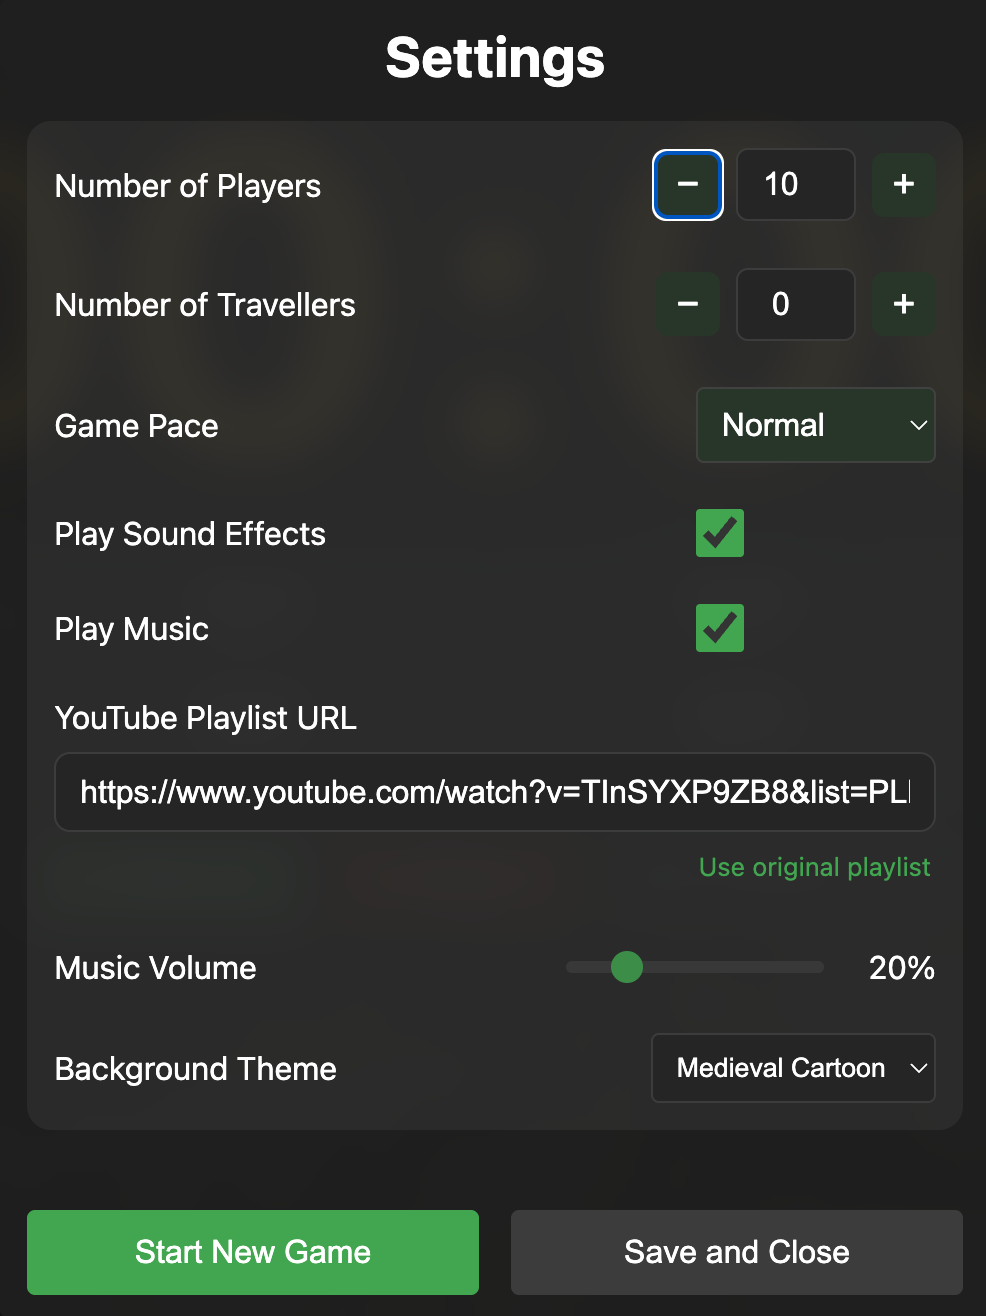 Settings
Number of Players − 10 +
Number of Travellers − 0 +
Game Pace Normal
Play Sound Effects
Play Music
YouTube Playlist URL
https://www.youtube.com/watch?v=TInSYXP9ZB8&list=PL
Use original playlist
Music Volume 20%
Background Theme Medieval Cartoon
Start New Game Save and Close